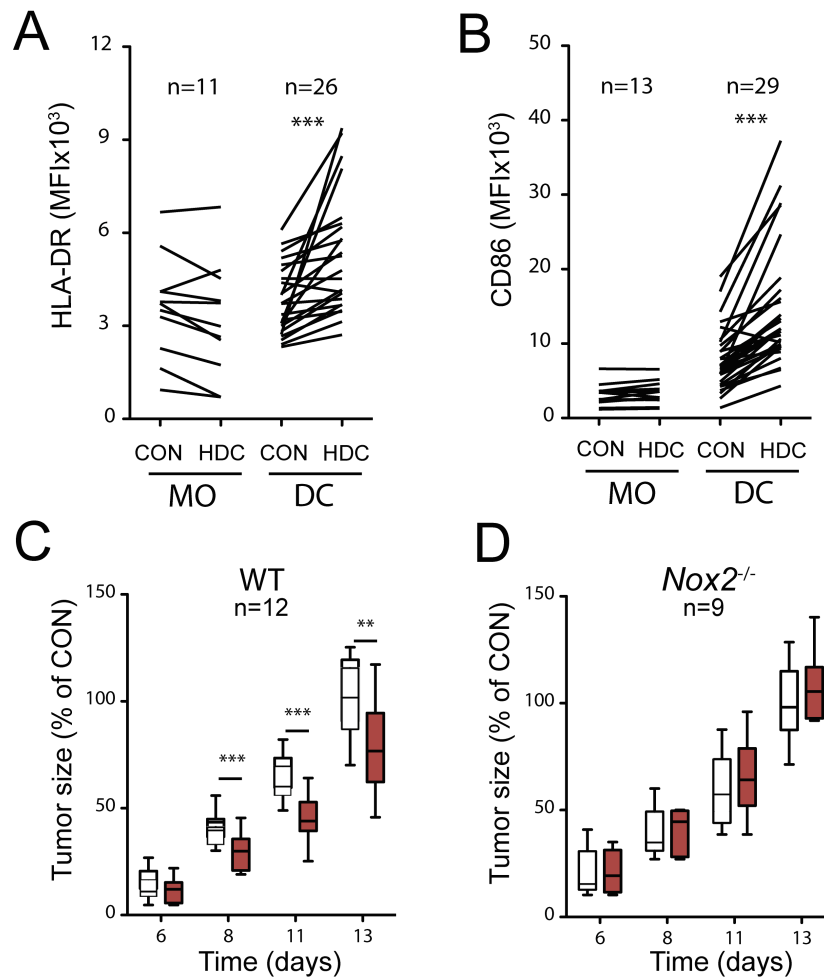 A
HLA-DR (MFIx10³)
12
9
6
3
0
n=11
n=26
***
CON
HDC
CON
HDC
MO
DC
B
CD86 (MFIx10³)
50
40
30
20
10
0
n=13
n=29
***
CON
HDC
CON
HDC
MO
DC
C
WT
n=12
Tumor size (% of CON)
150
100
50
0
***
***
**
6
8
11
13
Time (days)
D
Nox2⁻/⁻
n=9
Tumor size (% of CON)
150
100
50
0
6
8
11
13
Time (days)